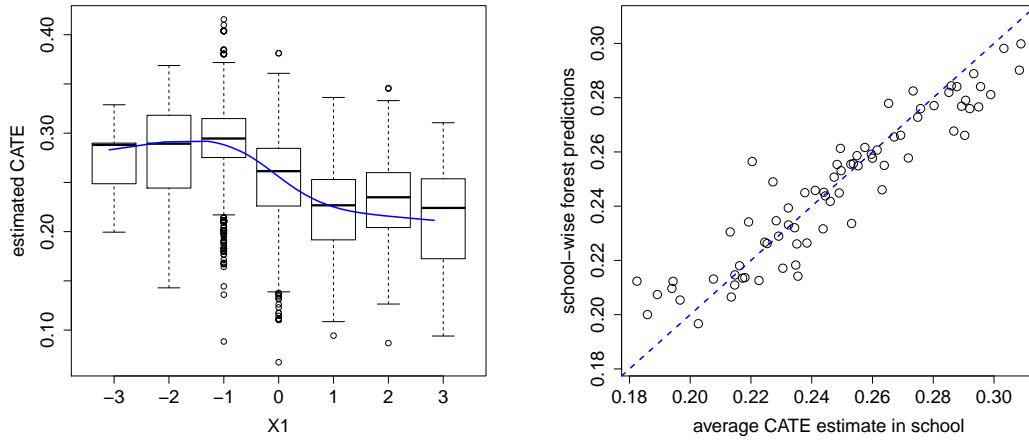 0.40
0.30
0.20
0.10
estimated CATE
−3 −2 −1 0 1 2 3
X1
0.30
0.28
0.26
0.24
0.22
0.20
0.18
school−wise forest predictions
0.18 0.20 0.22 0.24 0.26 0.28 0.30
average CATE estimate in school